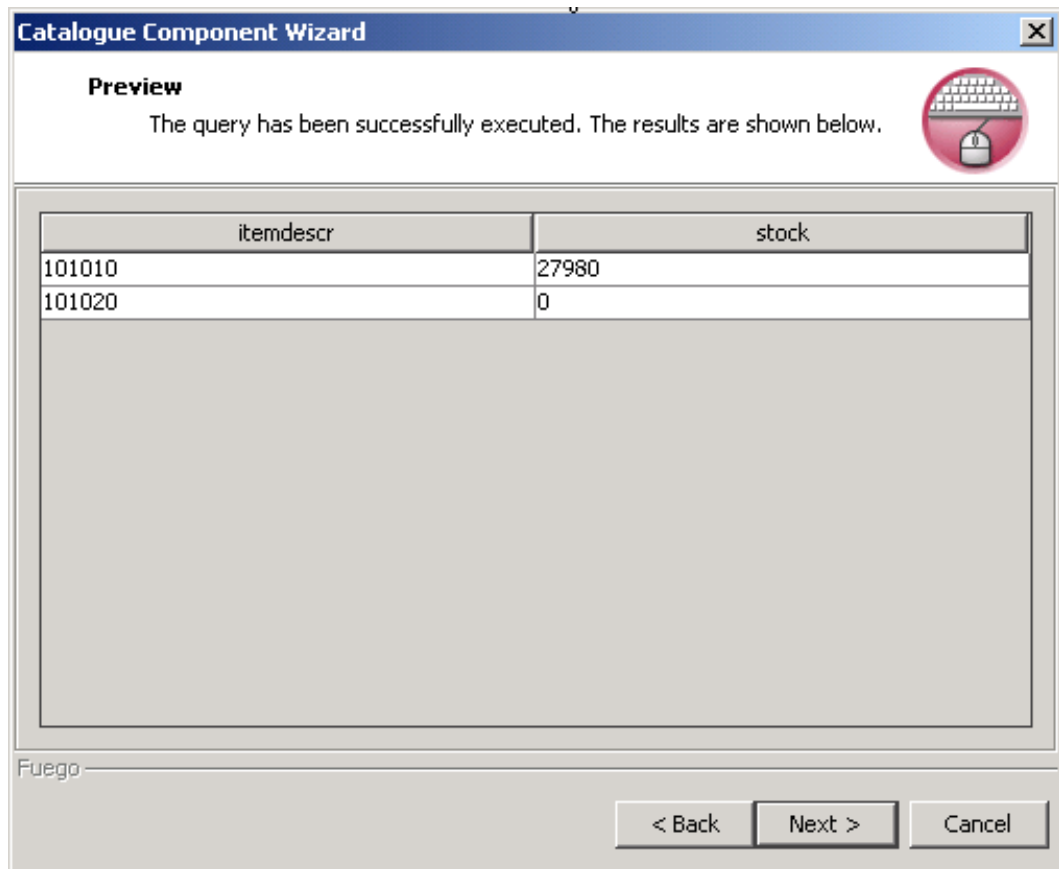 Catalogue Component Wizard
Preview
The query has been successfully executed. The results are shown below.
itemdescr stock
101010 27980
101020 0
Fuego
< Back Next > Cancel